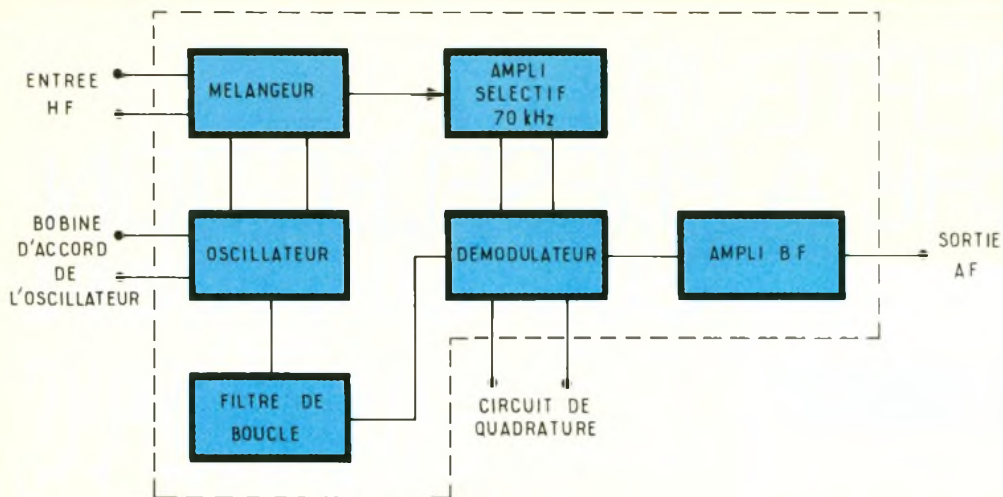 ENTREE
HF
MELANGEUR
AMPLI
SELECTIF
70 kHz
BOBINE
D'ACCORD
DE
L'OSCILLATEUR
OSCILLATEUR
DEMODULATEUR
AMPLI BF
SORTIE
AF
FILTRE DE
BOUCLE
CIRCUIT DE
QUADRATURE